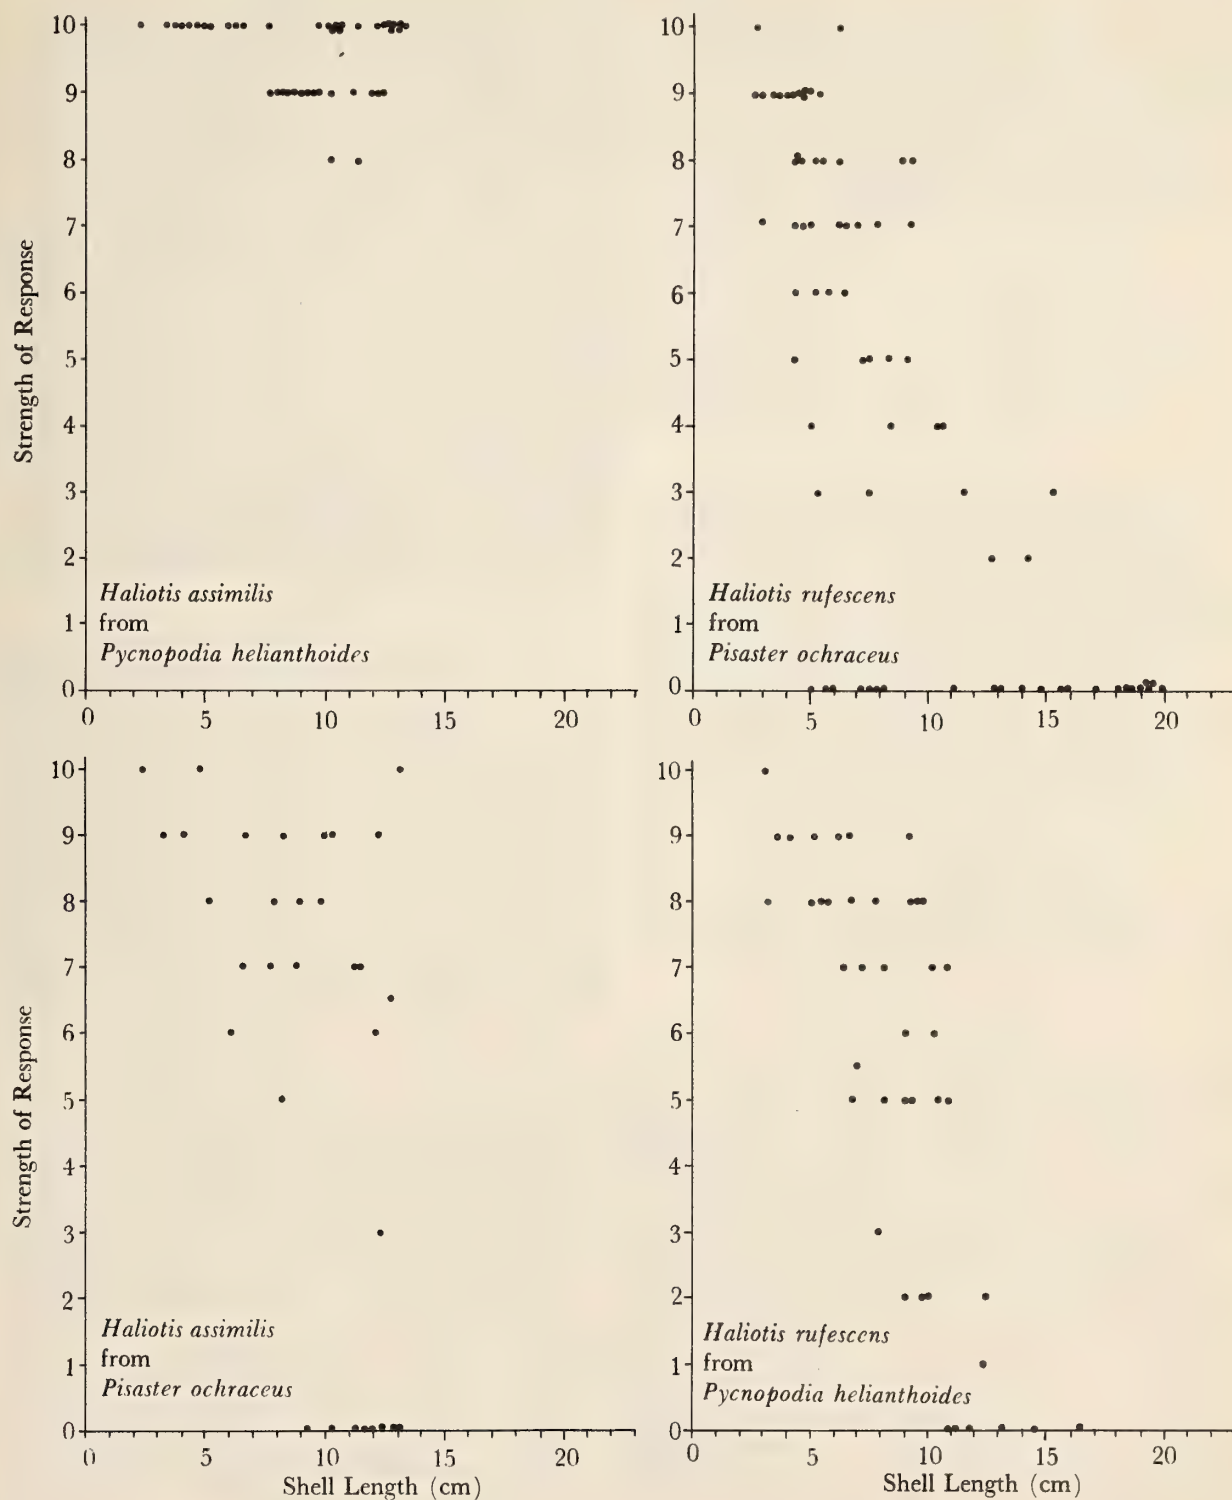 10
9
8
7
6
5
4
3
2
1
0
Strength of Response
Haliotis assimilis
from
Pycnopodia helianthoides
0 5 10 15 20
10
9
8
7
6
5
4
3
2
1
0
Haliotis rufescens
from
Pisaster ochraceus
0 5 10 15 20
10
9
8
7
6
5
4
3
2
1
0
Strength of Response
Haliotis assimilis
from
Pisaster ochraceus
0 5 10 15 20
Shell Length (cm)
10
9
8
7
6
5
4
3
2
1
0
Haliotis rufescens
from
Pycnopodia helianthoides
0 5 10 15 20
Shell Length (cm)